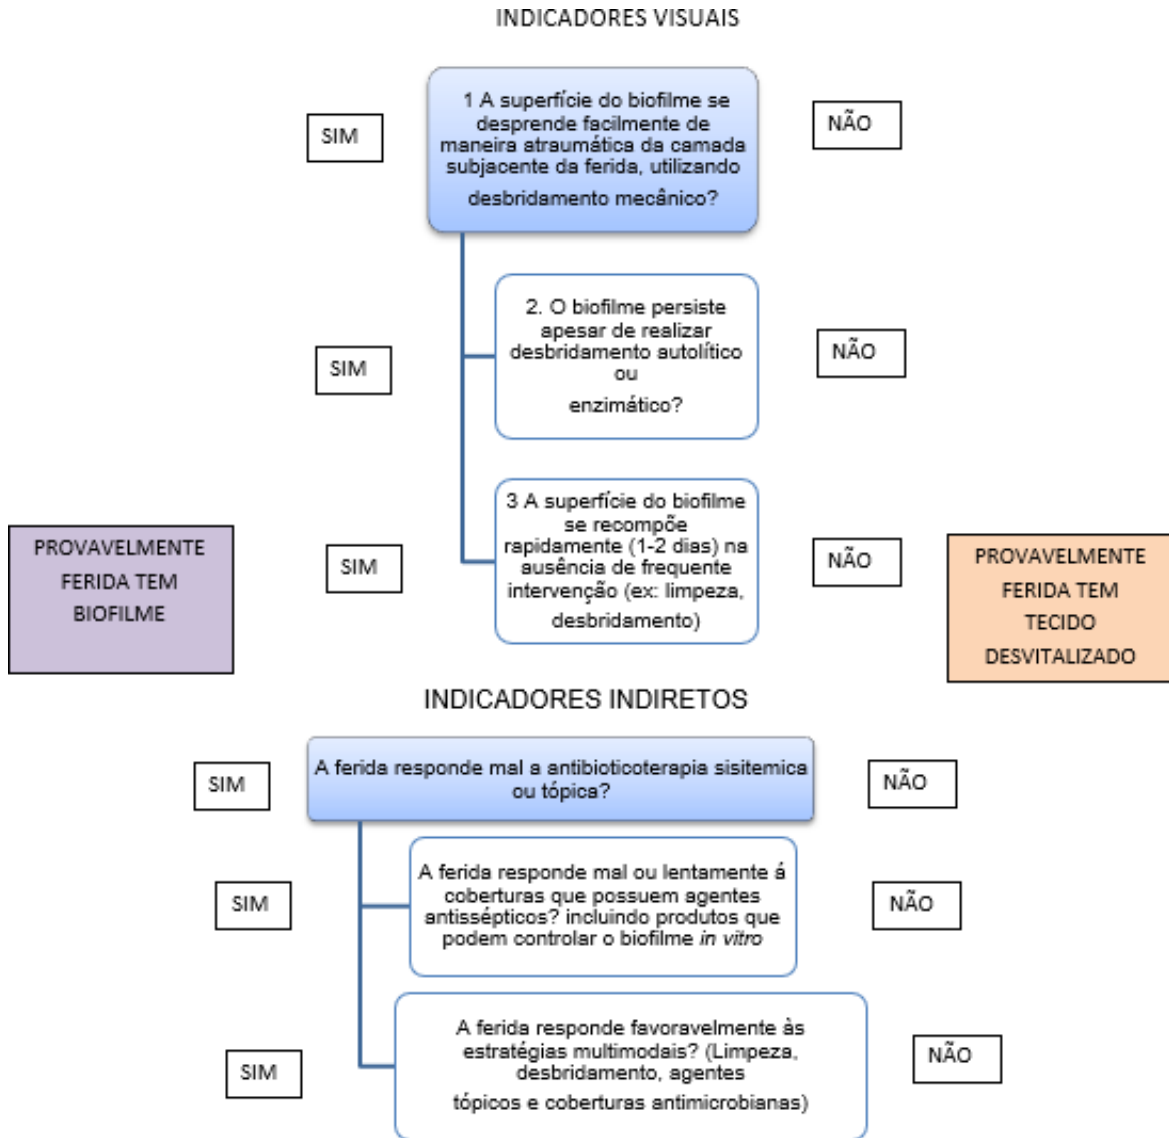 INDICADORES VISUAIS
SIM
1 A superfície do biofilme se
desprende facilmente de
maneira atraumática da camada
subjacente da ferida, utilizando
desbridamento mecânico?
NÃO
SIM
2. O biofilme persiste
apesar de realizar
desbridamento autolítico
ou
enzimático?
NÃO
PROVAVELMENTE
FERIDA TEM
BIOFILME
SIM
3 A superfície do biofilme
se recompõe
rapidamente (1-2 dias) na
ausência de frequente
intervenção (ex: limpeza,
desbridamento)
NÃO
PROVAVELMENTE
FERIDA TEM
TECIDO
DESVITALIZADO
INDICADORES INDIRETOS
SIM
A ferida responde mal a antibioticoterapia sisitemica
ou tópica?
NÃO
SIM
A ferida responde mal ou lentamente á
coberturas que possuem agentes
antissépticos? incluindo produtos que
podem controlar o biofilme in vitro
NÃO
SIM
A ferida responde favoravelmente às
estratégias multimodais? (Limpeza,
desbridamento, agentes
tópicos e coberturas antimicrobianas)
NÃO